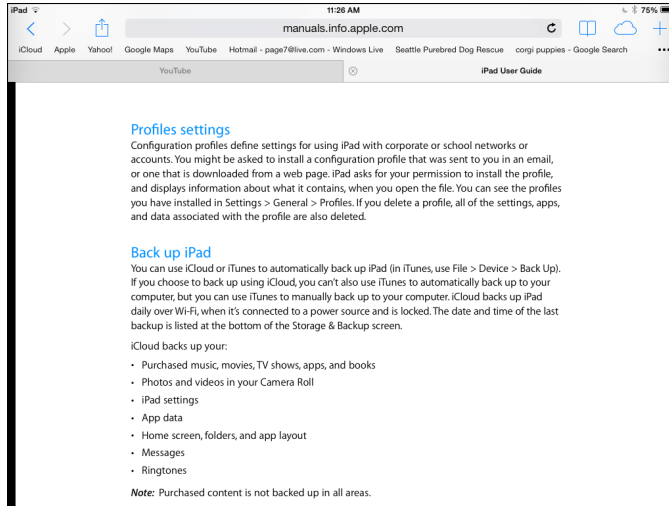 iPad 11:26 AM 75%
manuals.info.apple.com
iCloud Apple Yahoo! Google Maps YouTube Hotmail - page7@live.com - Windows Live Seattle Purebred Dog Rescue corgi puppies - Google Search •••
YouTube iPad User Guide
Profiles settings
Configuration profiles define settings for using iPad with corporate or school networks or
accounts. You might be asked to install a configuration profile that was sent to you in an email,
or one that is downloaded from a web page. iPad asks for your permission to install the profile,
and displays information about what it contains, when you open the file. You can see the profiles
you have installed in Settings > General > Profiles. If you delete a profile, all of the settings, apps,
and data associated with the profile are also deleted.
Back up iPad
You can use iCloud or iTunes to automatically back up iPad (in iTunes, use File > Device > Back Up).
If you choose to back up using iCloud, you can't also use iTunes to automatically back up to your
computer, but you can use iTunes to manually back up to your computer. iCloud backs up iPad
daily over Wi-Fi, when it's connected to a power source and is locked. The date and time of the last
backup is listed at the bottom of the Storage & Backup screen.
iCloud backs up your:
• Purchased music, movies, TV shows, apps, and books
• Photos and videos in your Camera Roll
• iPad settings
• App data
• Home screen, folders, and app layout
• Messages
• Ringtones
Note: Purchased content is not backed up in all areas.